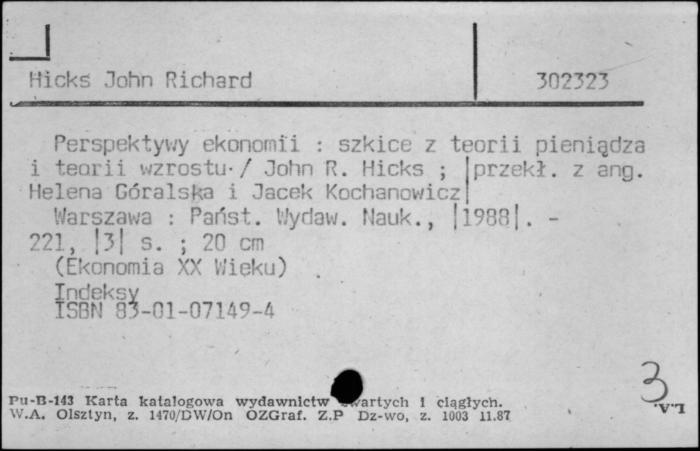 Hicks John Richard 302323
Perspektywy ekonomii : szkice z teorii pieniądza
i teorii wzrostu / John R. Hicks ; |przekł. z ang.
Helena Góralska i Jacek Kochanowicz|
Warszawa : Państ. Wydaw. Nauk., |1988|. -
221, |3| s. ; 20 cm
(Ekonomia XX Wieku)
Indeksy
ISBN 83-01-07149-4
3
Pu-B-143 Karta katalogowa wydawnictw zwartych i ciągłych.
W.A. Olsztyn, z. 1470/DW/On OZGraf. Z.P Dz-wo, z. 1003 11.87